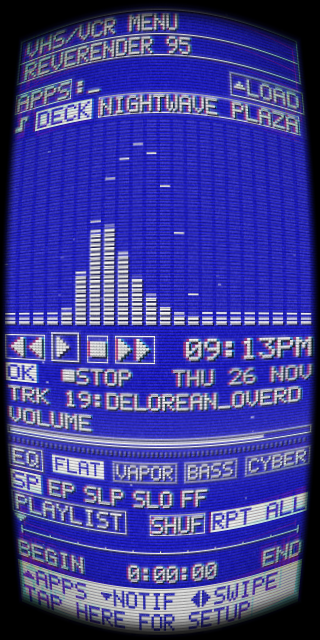 VHS/VCR MENU
REVERENDER 95
APPS:_ ▲LOAD
DECK NIGHTWAVE PLAZA
09:13PM
OK ■STOP THU 26 NOV
TRK 19:DELOREAN_OVERD
VOLUME
EQ FLAT VAPOR BASS CYBER
SP EP SLP SLO FF
PLAYLIST SHUF RPT ALL
BEGIN 0:00:00 END
▲APPS ▼NOTIF ◀▶SWIPE
TAP HERE FOR SETUP